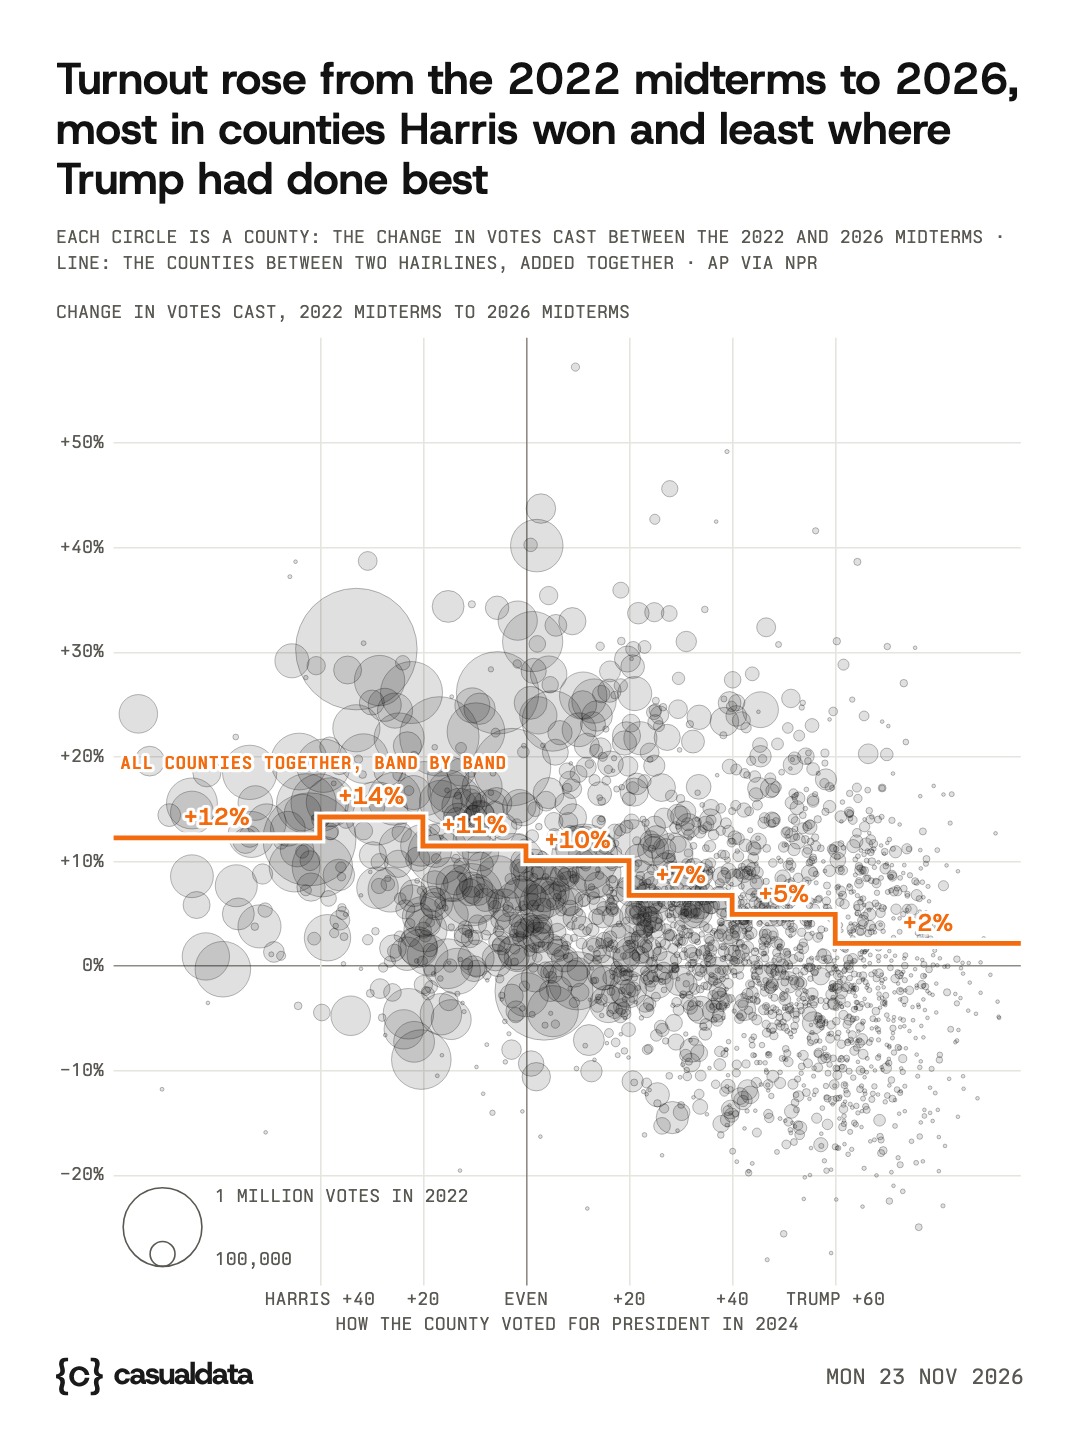 Turnout rose from the 2022 midterms to 2026,
most in counties Harris won and least where
Trump had done best
EACH CIRCLE IS A COUNTY: THE CHANGE IN VOTES CAST BETWEEN THE 2022 AND 2026 MIDTERMS ·
LINE: THE COUNTIES BETWEEN TWO HAIRLINES, ADDED TOGETHER · AP VIA NPR
CHANGE IN VOTES CAST, 2022 MIDTERMS TO 2026 MIDTERMS
+50%
+40%
+30%
+20%
ALL COUNTIES TOGETHER, BAND BY BAND
+12%
+14%
+11%
+10%
+7%
+5%
+2%
+10%
0%
−10%
−20%
1 MILLION VOTES IN 2022
100,000
HARRIS +40
+20
EVEN
+20
+40
TRUMP +60
HOW THE COUNTY VOTED FOR PRESIDENT IN 2024
{c} casualdata
MON 23 NOV 2026